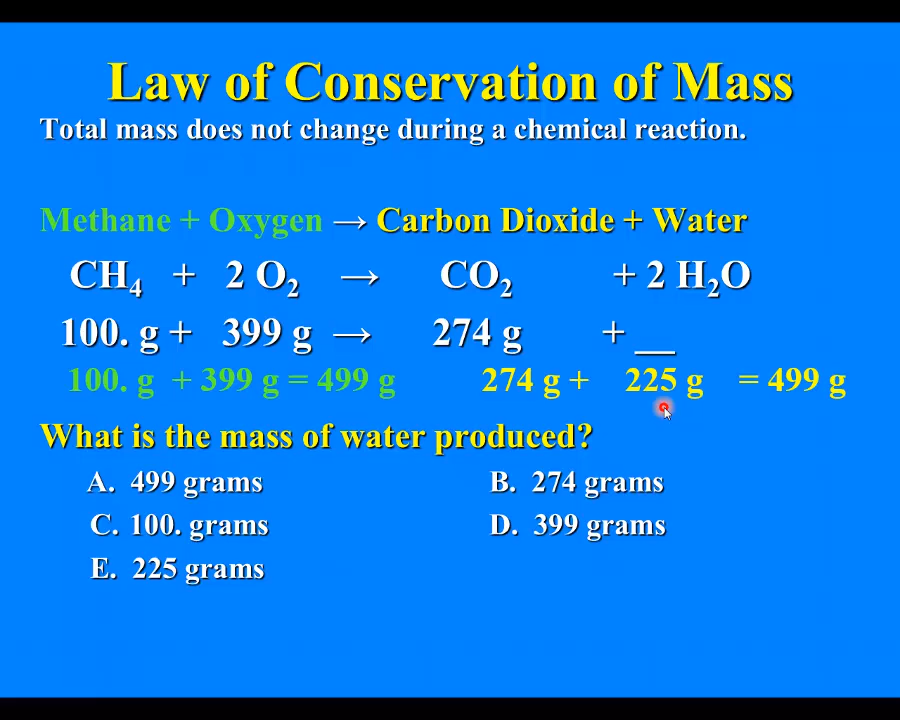 Law of Conservation of Mass
Total mass does not change during a chemical reaction.
Methane + Oxygen → Carbon Dioxide + Water
CH₄ + 2 O₂ → CO₂ + 2 H₂O
100. g + 399 g → 274 g + __
100. g + 399 g = 499 g 274 g + 225 g = 499 g
What is the mass of water produced?
A. 499 grams B. 274 grams
C. 100. grams D. 399 grams
E. 225 grams